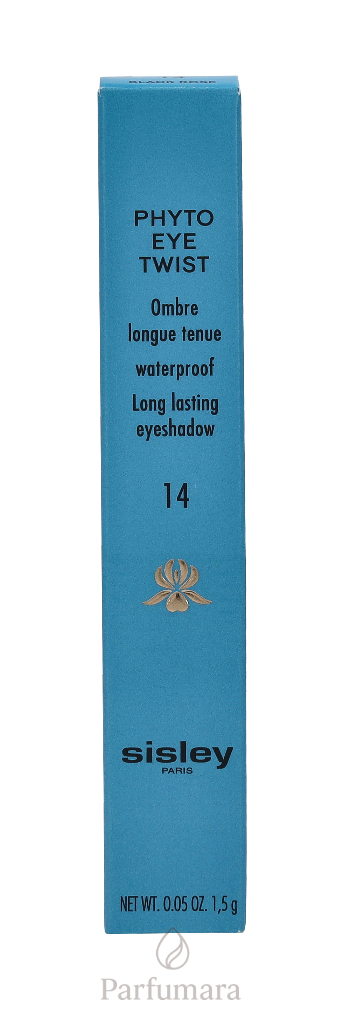 PHYTO
EYE
TWIST
Ombre
longue tenue
waterproof
Long lasting
eyeshadow
14
sisley
PARIS
NET WT. 0.05 OZ. 1,5 g
Parfumara